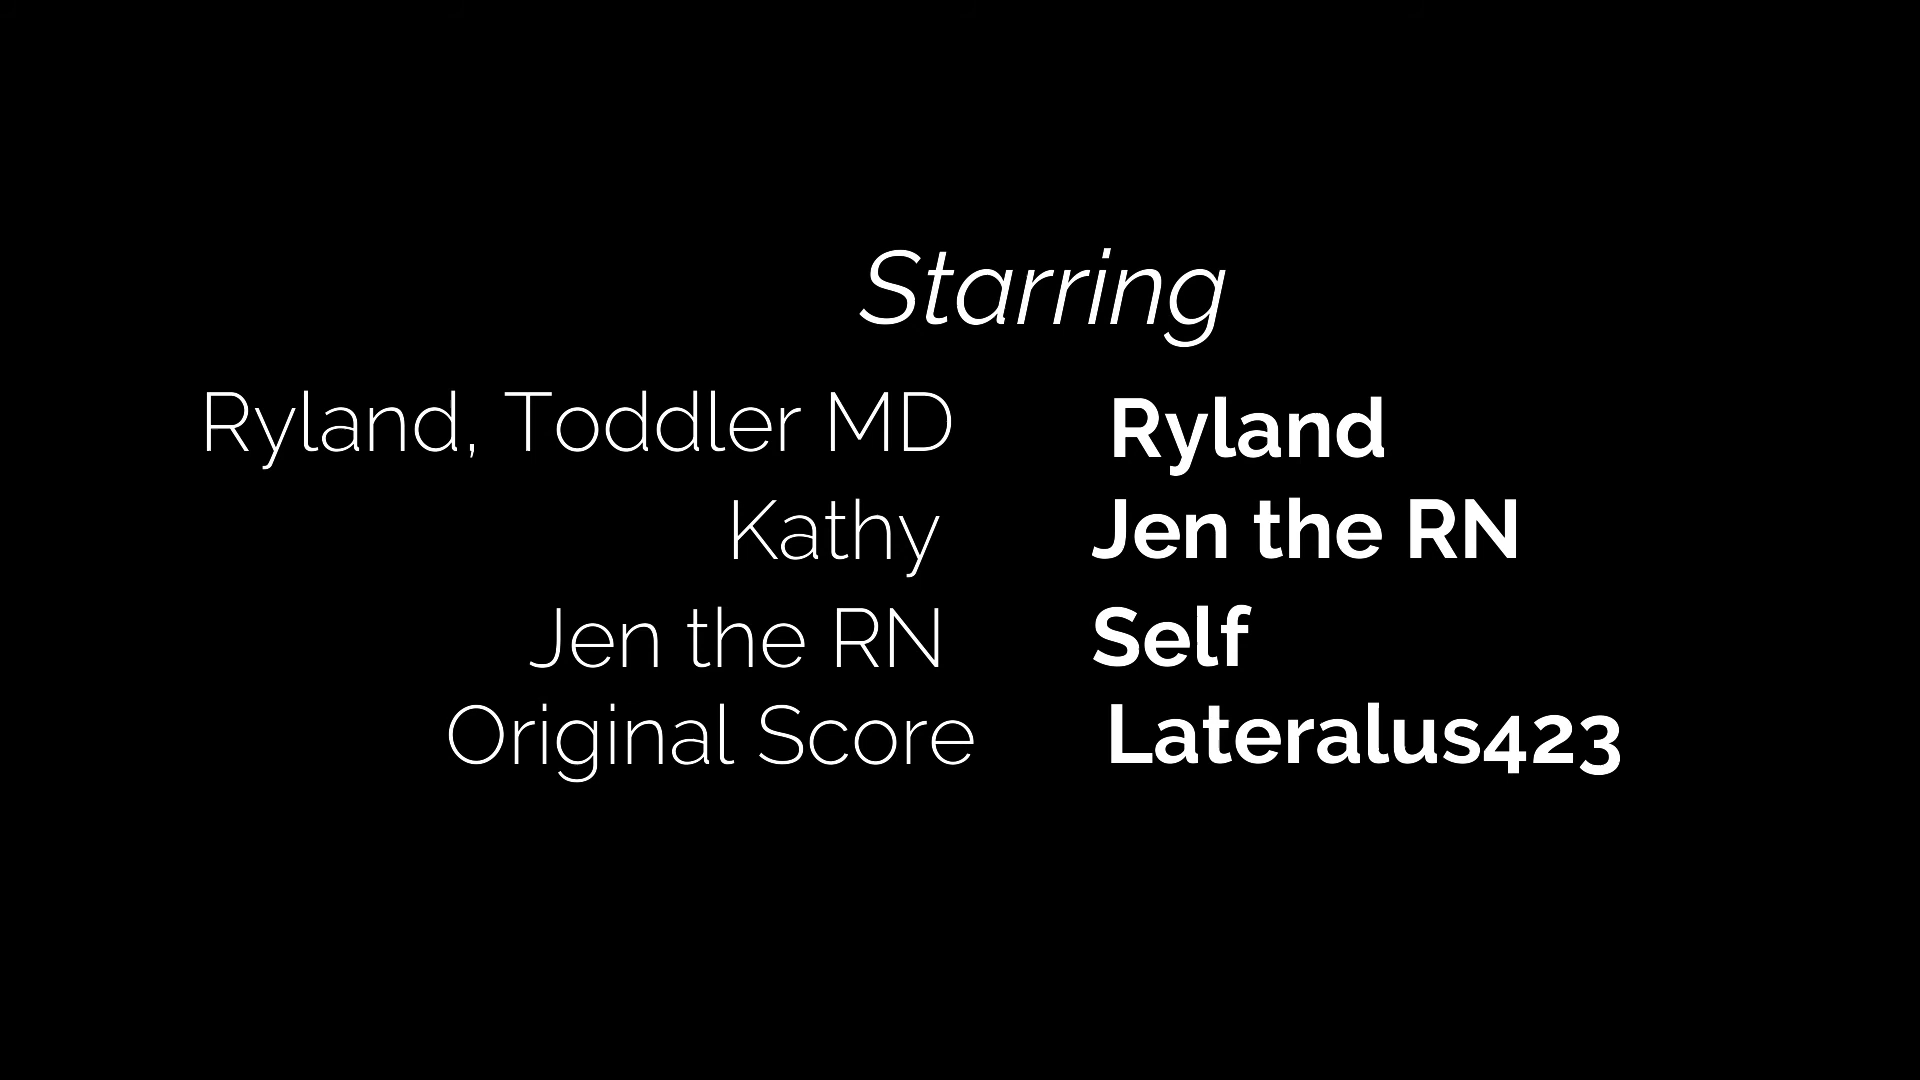 Starring
Ryland, Toddler MD Ryland
Kathy Jen the RN
Jen the RN Self
Original Score Lateralus423